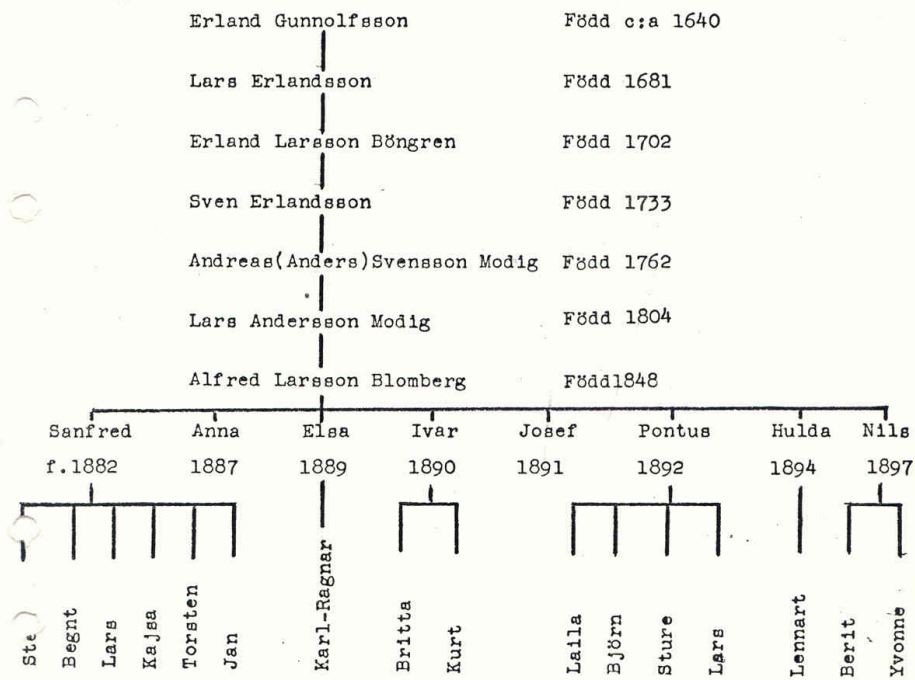 Erland Gunnolfsson Född c:a 1640
Lars Erlandsson Född 1681
Erland Larsson Böngren Född 1702
Sven Erlandsson Född 1733
Andreas(Anders)Svensson Modig Född 1762
Lars Andersson Modig Född 1804
Alfred Larsson Blomberg Född1848
Sanfred Anna Elsa Ivar Josef Pontus Hulda Nils
f.1882 1887 1889 1890 1891 1892 1894 1897
Begnt
Lars
Kajsa
Torsten
Jan
Karl-Ragnar
Britta
Kurt
Laila
Björn
Sture
Lars
Lennart
Berit
Yvonne